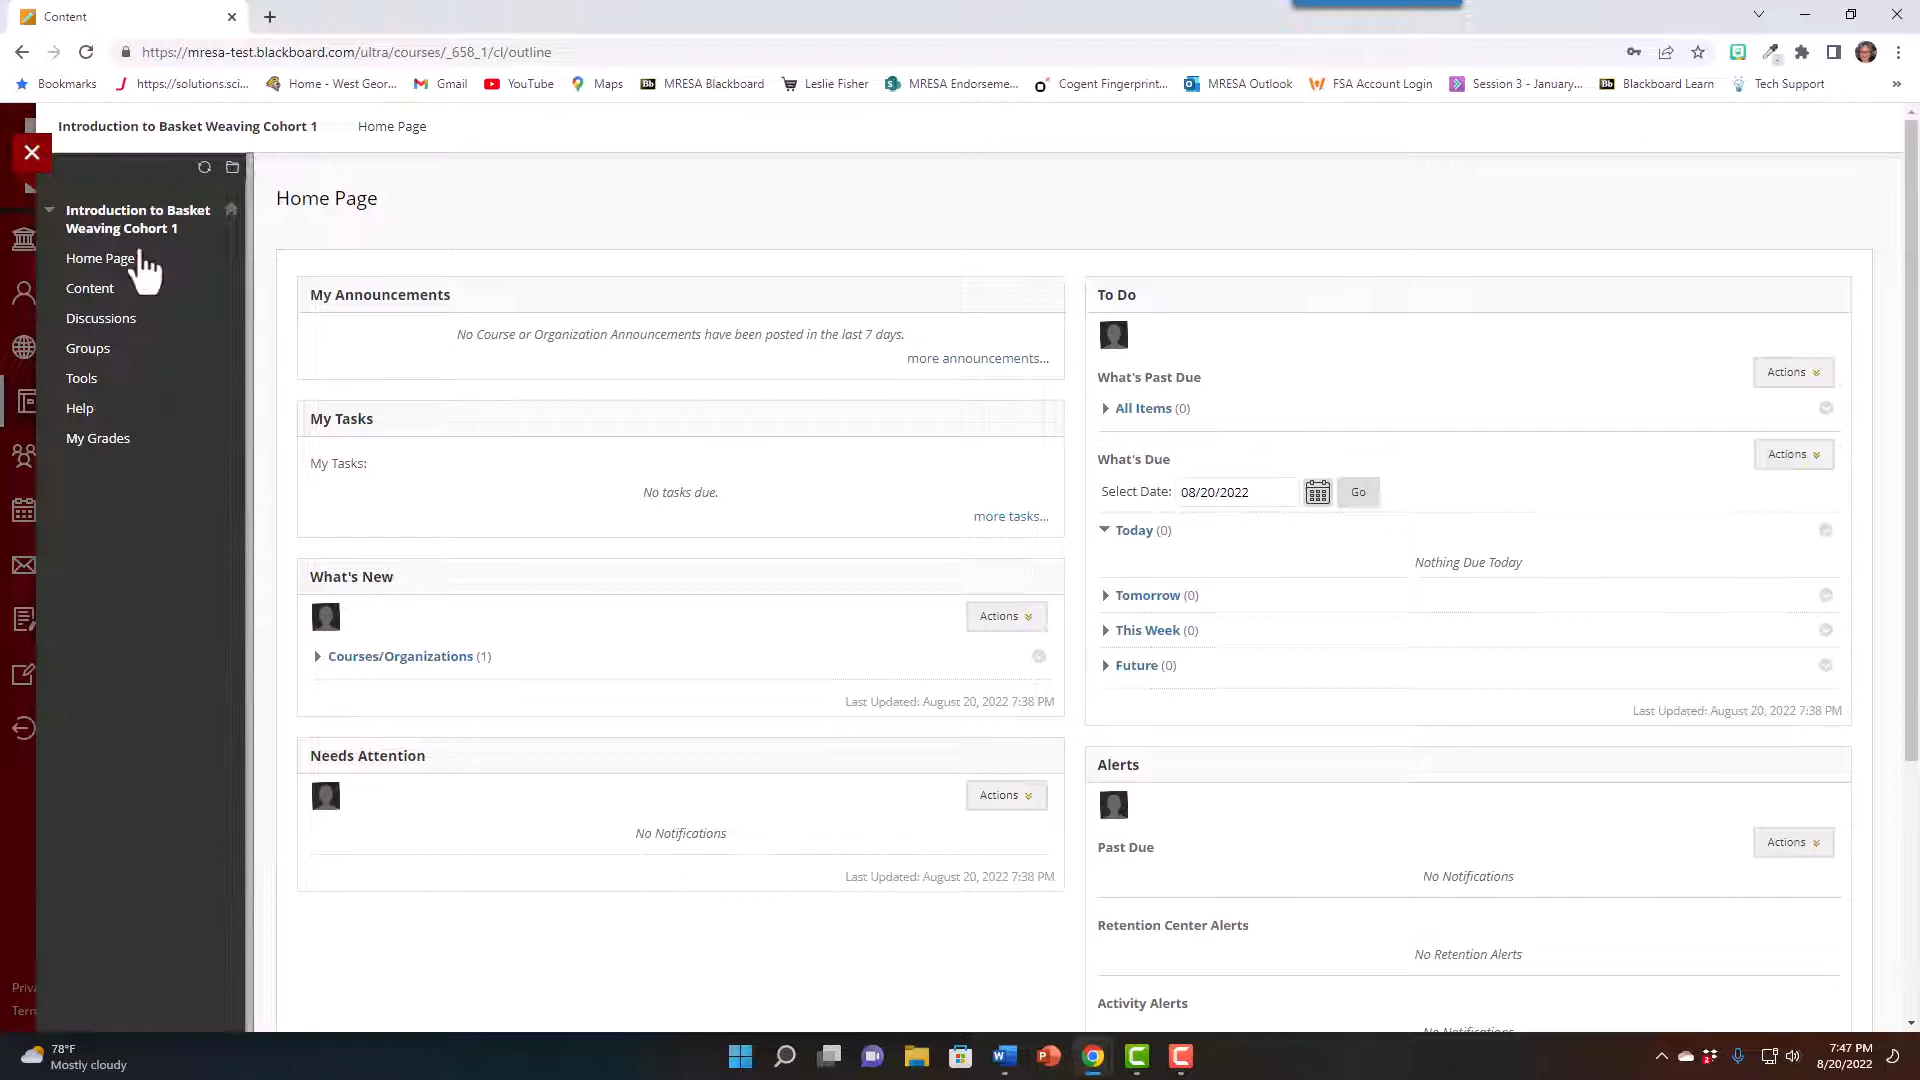 Content
https://mresa-test.blackboard.com/ultra/courses/_658_1/cl/outline
Bookmarks
https://solutions.sci...
Home - West Geor...
Gmail
YouTube
Maps
MRESA Blackboard
Leslie Fisher
MRESA Endorseme...
Cogent Fingerprint...
MRESA Outlook
FSA Account Login
Session 3 - January,...
Blackboard Learn
Tech Support
Introduction to Basket Weaving Cohort 1
Home Page
Introduction to Basket
Weaving Cohort 1
Home Page
Content
Discussions
Groups
Tools
Help
My Grades
Home Page
My Announcements
No Course or Organization Announcements have been posted in the last 7 days.
more announcements...
My Tasks
My Tasks:
No tasks due.
more tasks...
What's New
Actions
Courses/Organizations (1)
Last Updated: August 20, 2022 7:38 PM
Needs Attention
Actions
No Notifications
Last Updated: August 20, 2022 7:38 PM
To Do
What's Past Due
Actions
All Items (0)
What's Due
Actions
Select Date: 08/20/2022 Go
Today (0)
Nothing Due Today
Tomorrow (0)
This Week (0)
Future (0)
Last Updated: August 20, 2022 7:38 PM
Alerts
Past Due
Actions
No Notifications
Retention Center Alerts
No Retention Alerts
Activity Alerts
No Notifications
Priva
Term
78°F
Mostly cloudy
7:47 PM
8/20/2022